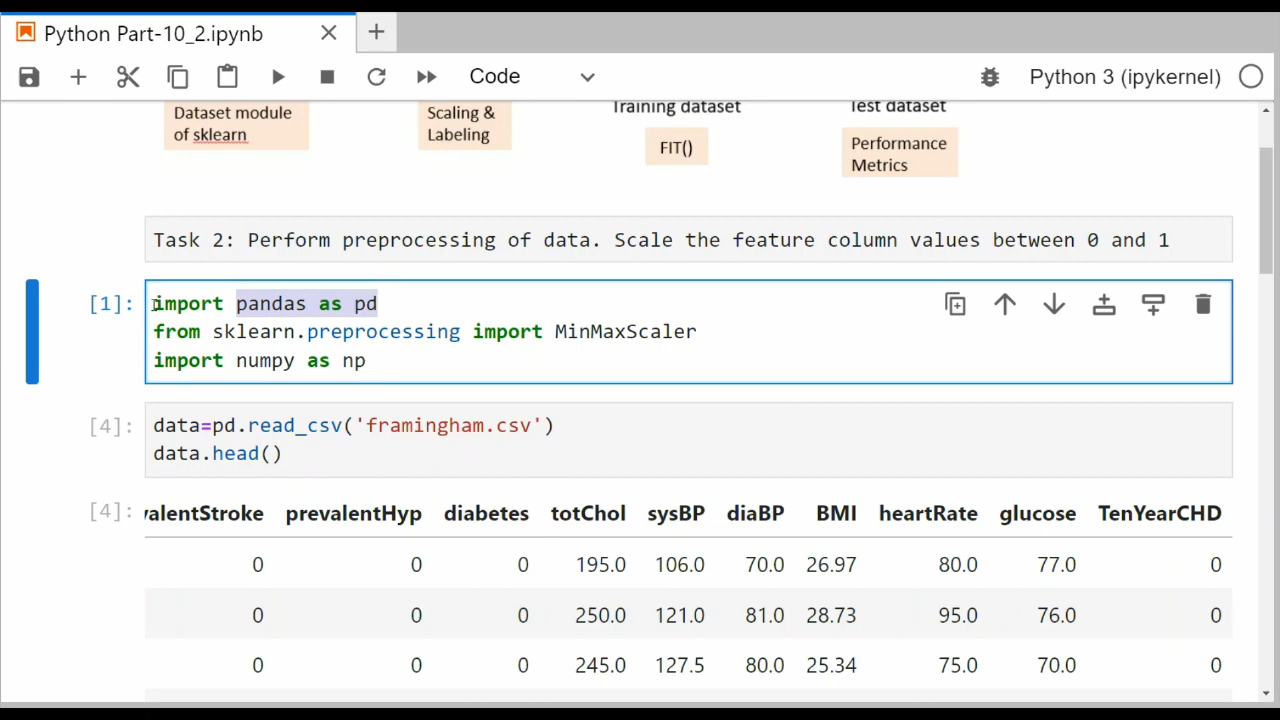 Python Part-10_2.ipynb
Code
Python 3 (ipykernel)
Dataset module
of sklearn
Scaling &
Labeling
Training dataset
FIT()
Test dataset
Performance
Metrics
Task 2: Perform preprocessing of data. Scale the feature column values between 0 and 1
[1]: import pandas as pd
from sklearn.preprocessing import MinMaxScaler
import numpy as np
[4]: data=pd.read_csv('framingham.csv')
data.head()
[4]: valentStroke prevalentHyp diabetes totChol sysBP diaBP BMI heartRate glucose TenYearCHD
0 0 0 195.0 106.0 70.0 26.97 80.0 77.0 0
0 0 0 250.0 121.0 81.0 28.73 95.0 76.0 0
0 0 0 245.0 127.5 80.0 25.34 75.0 70.0 0